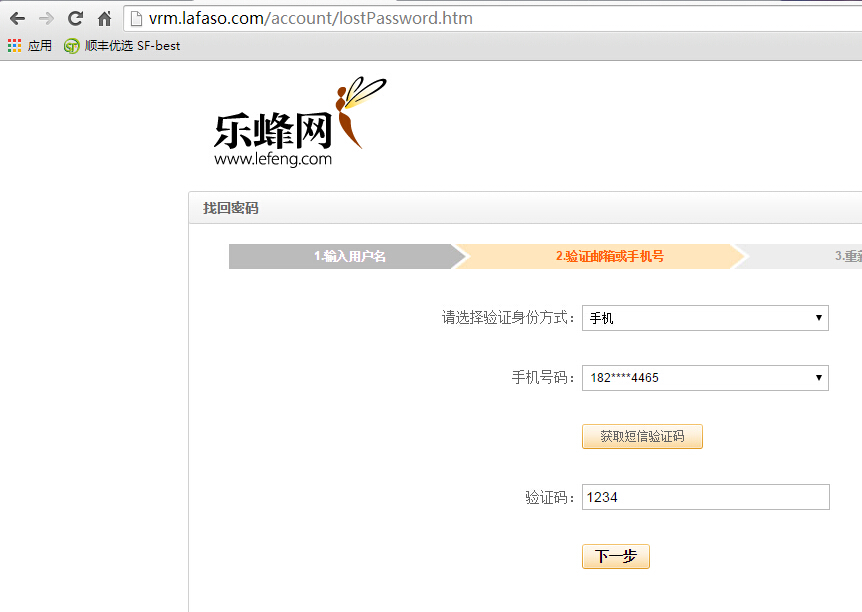 vrm.lafaso.com/account/lostPassword.htm
应用 顺丰优选 SF-best
乐蜂网
www.lefeng.com
找回密码
1.输入用户名 2.验证邮箱或手机号 3.重
请选择验证身份方式： 手机
手机号码： 182****4465
获取短信验证码
验证码： 1234
下一步